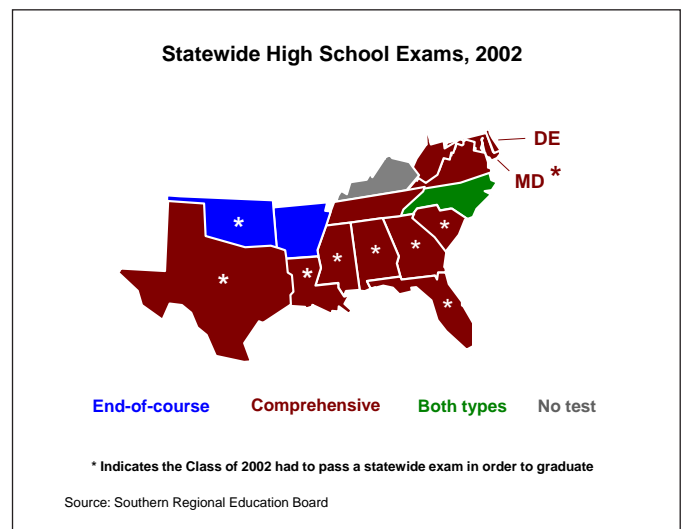 Statewide High School Exams, 2002
DE
MD *
*
*
*
*
*
*
*
*
End-of-course Comprehensive Both types No test
* Indicates the Class of 2002 had to pass a statewide exam in order to graduate
Source: Southern Regional Education Board